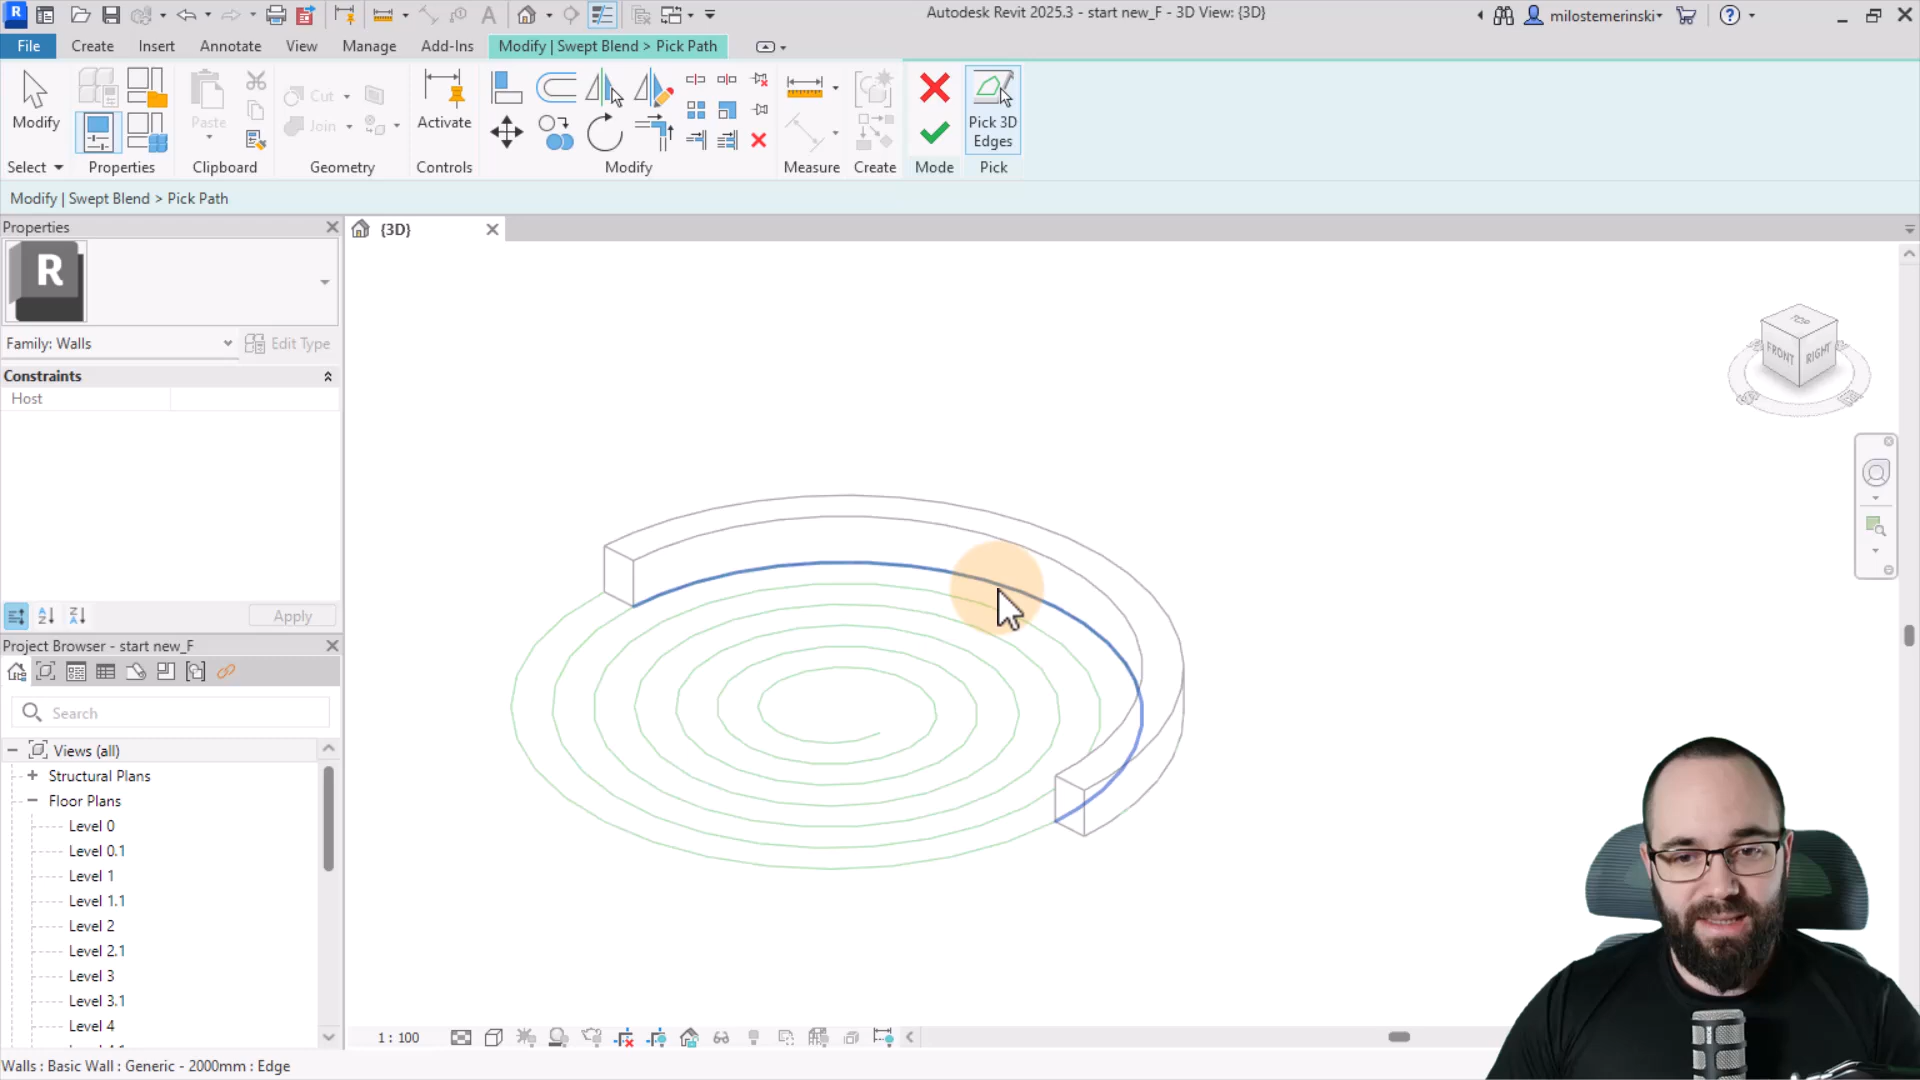 Autodesk Revit 2025.3 - start new_F - 3D View: {3D}
milostemerinski
File
Create
Insert
Annotate
View
Manage
Add-Ins
Modify | Swept Blend > Pick Path
Modify
Paste
Cut
Join
Activate
Pick 3D
Edges
Select
Properties
Clipboard
Geometry
Controls
Modify
Measure
Create
Mode
Pick
Modify | Swept Blend > Pick Path
Properties
{3D}
R
Family: Walls
Edit Type
Constraints
Host
Apply
TOP
FRONT
RIGHT
Project Browser - start new_F
Search
Views (all)
Structural Plans
Floor Plans
Level 0
Level 0.1
Level 1
Level 1.1
Level 2
Level 2.1
Level 3
Level 3.1
Level 4
1 : 100
Walls : Basic Wall : Generic - 2000mm : Edge